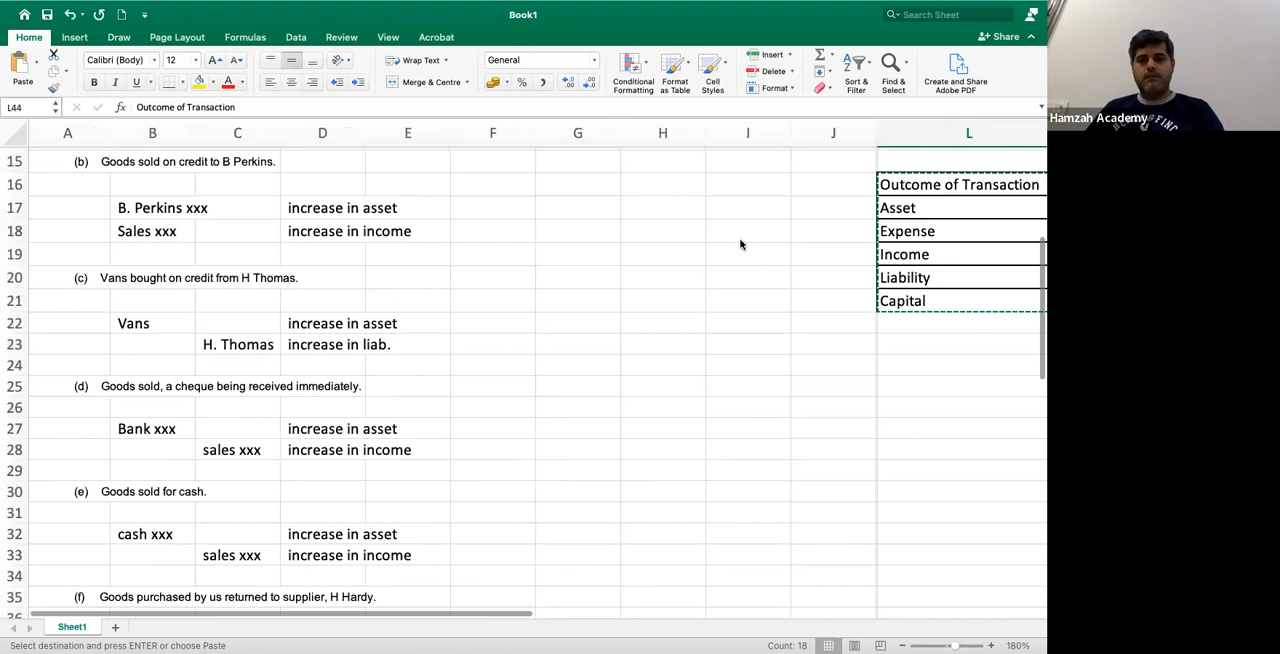 Book1
Search Sheet
Home Insert Draw Page Layout Formulas Data Review View Acrobat
Share
Paste
Calibri (Body) 12
B I U
Wrap Text
Merge & Centre
General
Conditional Formatting
Format as Table
Cell Styles
Insert
Delete
Format
Sort & Filter
Find & Select
Create and Share Adobe PDF
L44 fx Outcome of Transaction
A B C D E F G H I J L
15 (b) Goods sold on credit to B Perkins.
16 Outcome of Transaction
17 B. Perkins xxx increase in asset Asset
18 Sales xxx increase in income Expense
19 Income
20 (c) Vans bought on credit from H Thomas. Liability
21 Capital
22 Vans increase in asset
23 H. Thomas increase in liab.
24
25 (d) Goods sold, a cheque being received immediately.
26
27 Bank xxx increase in asset
28 sales xxx increase in income
29
30 (e) Goods sold for cash.
31
32 cash xxx increase in asset
33 sales xxx increase in income
34
35 (f) Goods purchased by us returned to supplier, H Hardy.
36
Sheet1
Select destination and press ENTER or choose Paste
Count: 18
180%
Hamzah Academy